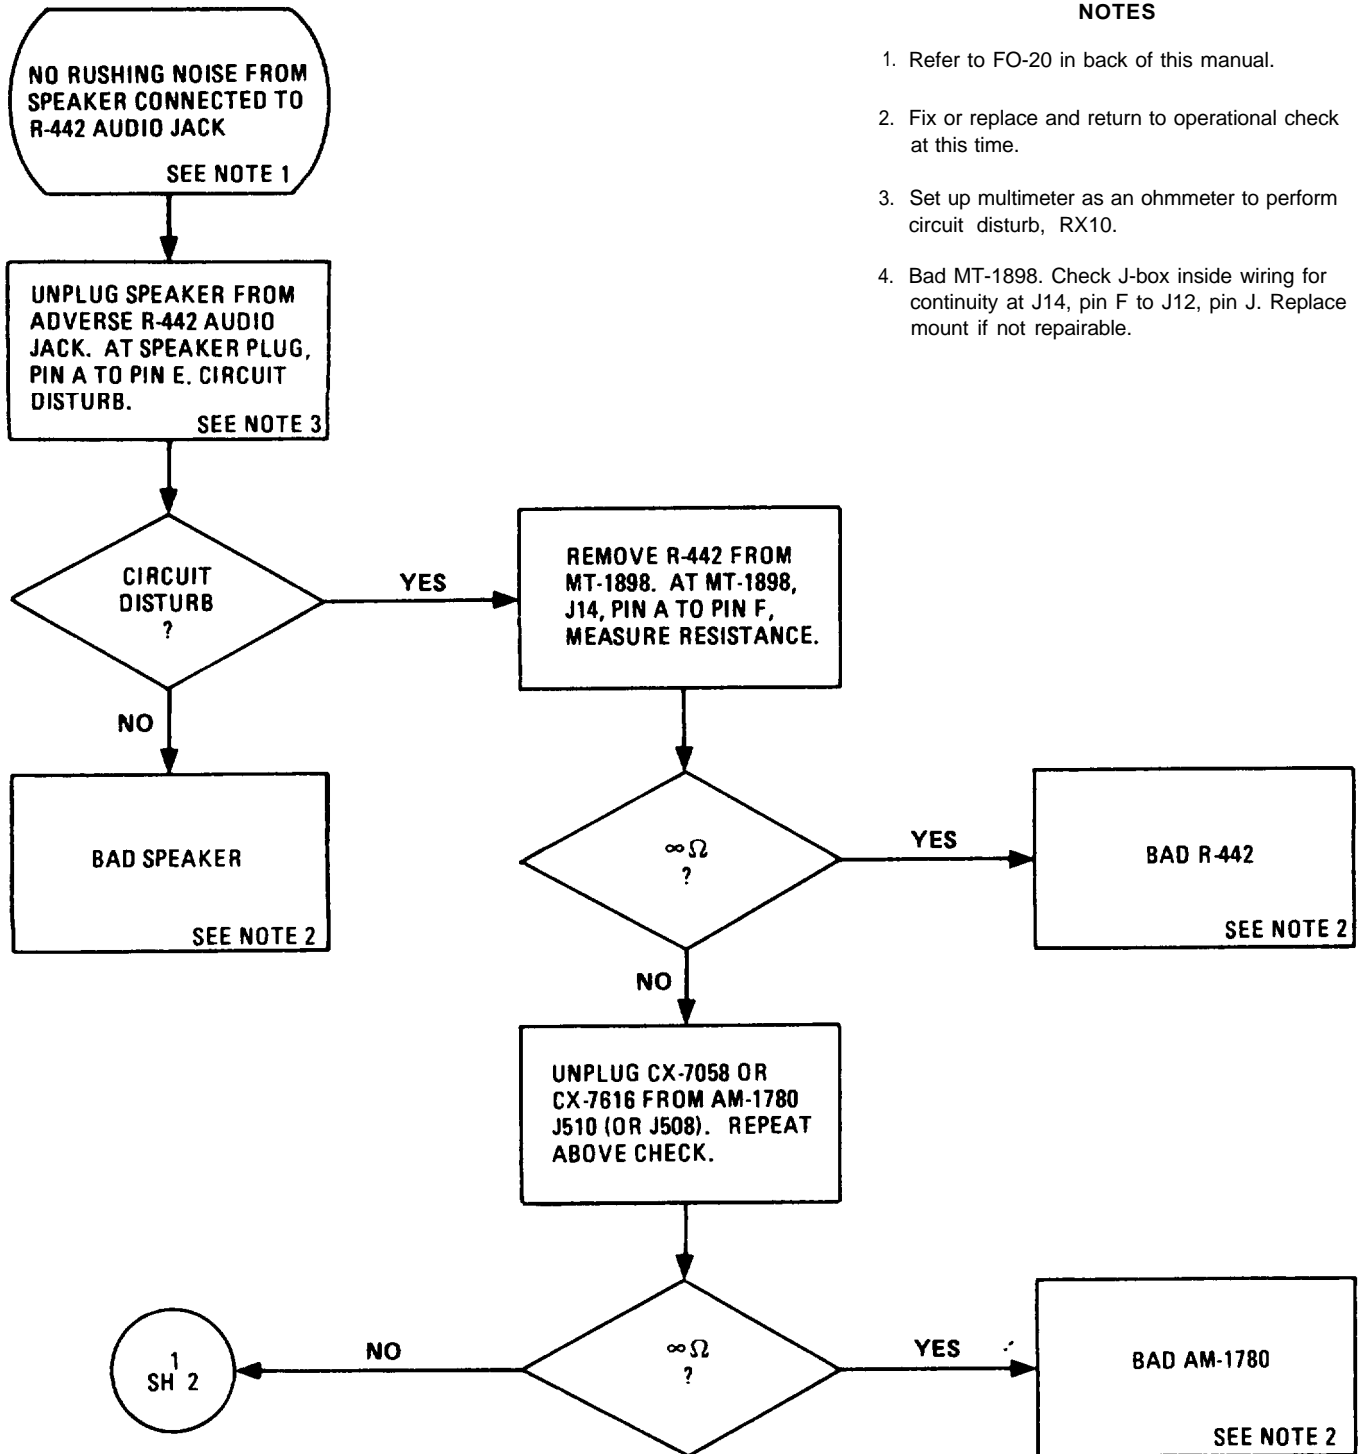 NOTES
1. Refer to FO-20 in back of this manual.
2. Fix or replace and return to operational check
at this time.
3. Set up multimeter as an ohmmeter to perform
circuit disturb, RX10.
4. Bad MT-1898. Check J-box inside wiring for
continuity at J14, pin F to J12, pin J. Replace
mount if not repairable.
NO RUSHING NOISE FROM
SPEAKER CONNECTED TO
R-442 AUDIO JACK
SEE NOTE 1
UNPLUG SPEAKER FROM
ADVERSE R-442 AUDIO
JACK. AT SPEAKER PLUG,
PIN A TO PIN E. CIRCUIT
DISTURB.
SEE NOTE 3
CIRCUIT
DISTURB
?
YES
NO
BAD SPEAKER
SEE NOTE 2
REMOVE R-442 FROM
MT-1898. AT MT-1898,
J14, PIN A TO PIN F,
MEASURE RESISTANCE.
∞Ω
?
YES
BAD R-442
SEE NOTE 2
NO
UNPLUG CX-7058 OR
CX-7616 FROM AM-1780
J510 (OR J508). REPEAT
ABOVE CHECK.
∞Ω
?
NO
1
SH 2
YES
BAD AM-1780
SEE NOTE 2